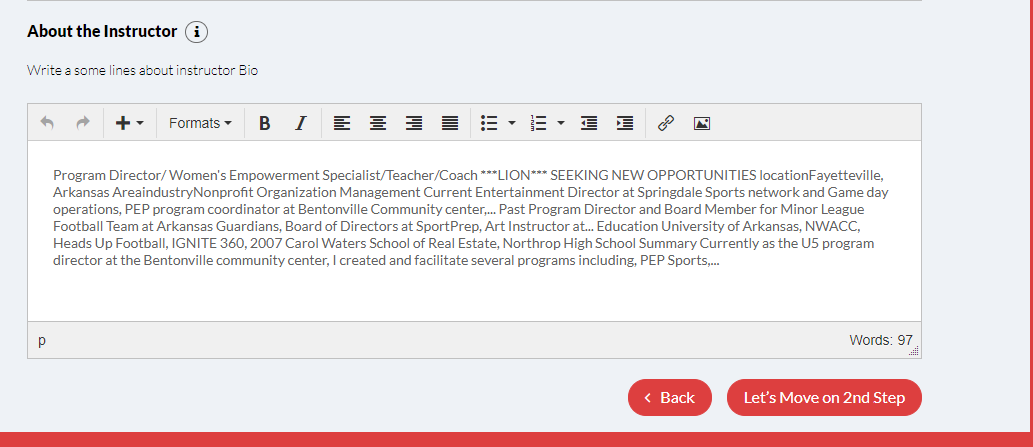 About the Instructor i
Write a some lines about instructor Bio
Formats B I
Program Director/ Women's Empowerment Specialist/Teacher/Coach ***LION*** SEEKING NEW OPPORTUNITIES locationFayetteville,
Arkansas AreaindustryNonprofit Organization Management Current Entertainment Director at Springdale Sports network and Game day
operations, PEP program coordinator at Bentonville Community center,... Past Program Director and Board Member for Minor League
Football Team at Arkansas Guardians, Board of Directors at SportPrep, Art Instructor at... Education University of Arkansas, NWACC,
Heads Up Football, IGNITE 360, 2007 Carol Waters School of Real Estate, Northrop High School Summary Currently as the U5 program
director at the Bentonville community center, I created and facilitate several programs including, PEP Sports,...
p Words: 97
Back Let's Move on 2nd Step